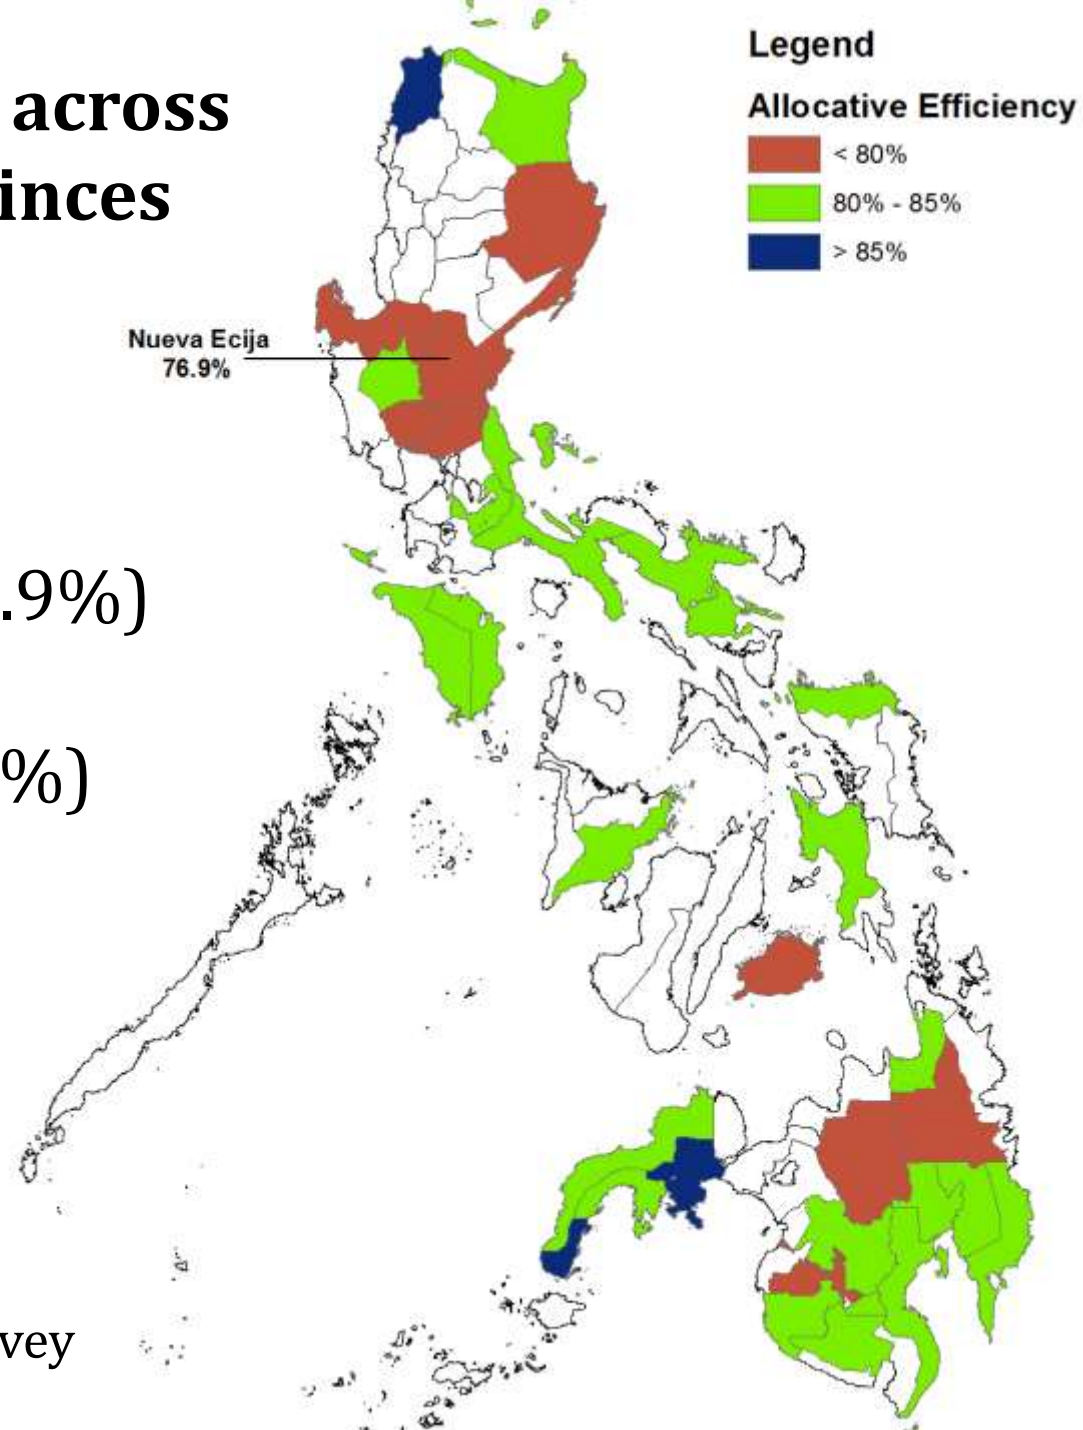 across
inces
Legend
Allocative Efficiency
< 80%
80% - 85%
> 85%
Nueva Ecija
76.9%
.9%)
%)
vey